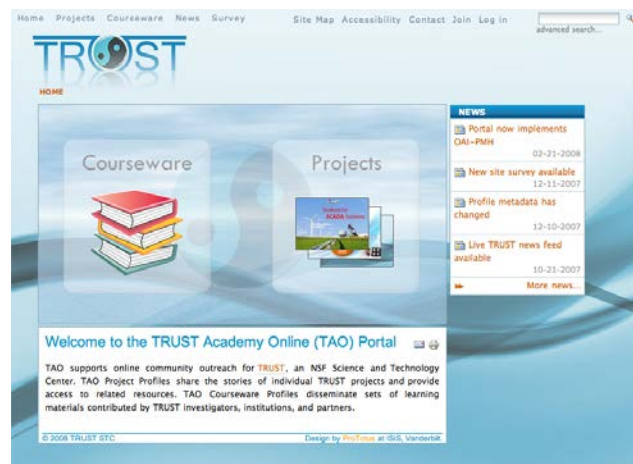 Home Projects Courseware News Survey
Site Map Accessibility Contact Join Log in
advanced search...
TRUST
HOME
Courseware
Projects
NEWS
Portal now implements
OAI-PMH
02-21-2008
New site survey available
12-11-2007
Profile metadata has
changed
12-10-2007
Live TRUST news feed
available
10-21-2007
More news...
Welcome to the TRUST Academy Online (TAO) Portal
TAO supports online community outreach for TRUST, an NSF Science and Technology
Center. TAO Project Profiles share the stories of individual TRUST projects and provide
access to related resources. TAO Courseware Profiles disseminate sets of learning
materials contributed by TRUST investigators, institutions, and partners.
© 2008 TRUST STC
Design by ProTotus at ISIS, Vanderbilt